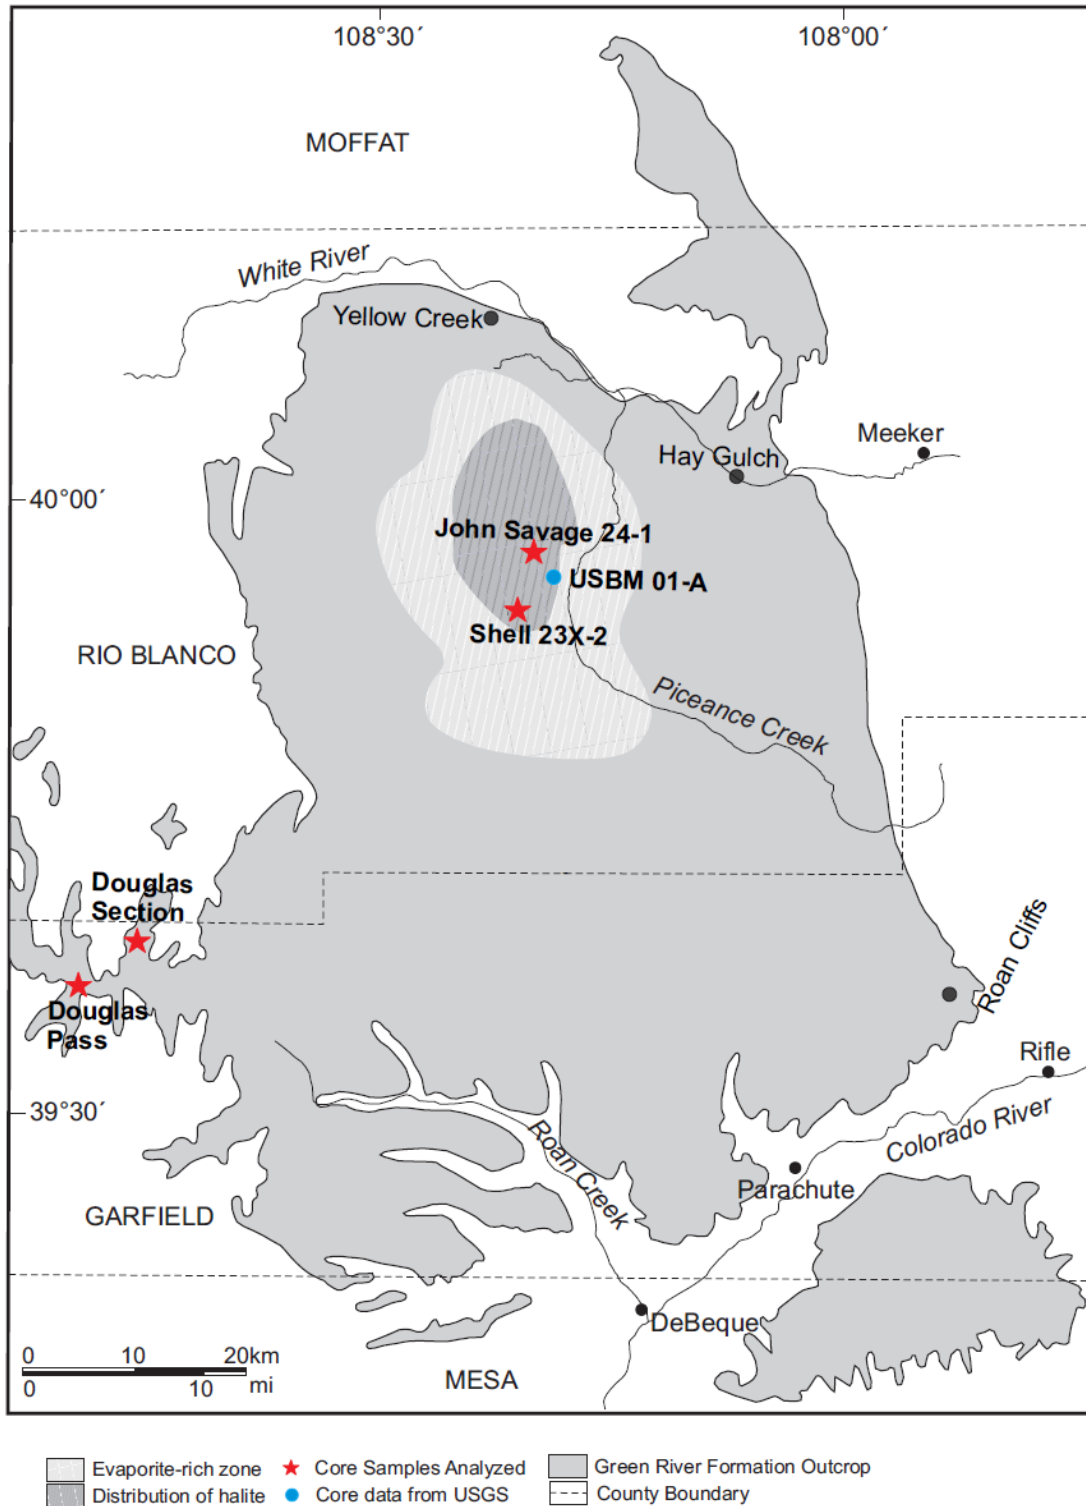 108°30´
108°00´
MOFFAT
White River
Yellow Creek
Meeker
Hay Gulch
40°00´
John Savage 24-1
USBM 01-A
Shell 23X-2
RIO BLANCO
Piceance Creek
Douglas
Section
Roan Cliffs
Douglas
Pass
Rifle
39°30´
Colorado River
Roan Creek
Parachute
GARFIELD
DeBeque
0 10 20km
0 10 mi
MESA
Evaporite-rich zone
Core Samples Analyzed
Green River Formation Outcrop
Distribution of halite
Core data from USGS
County Boundary